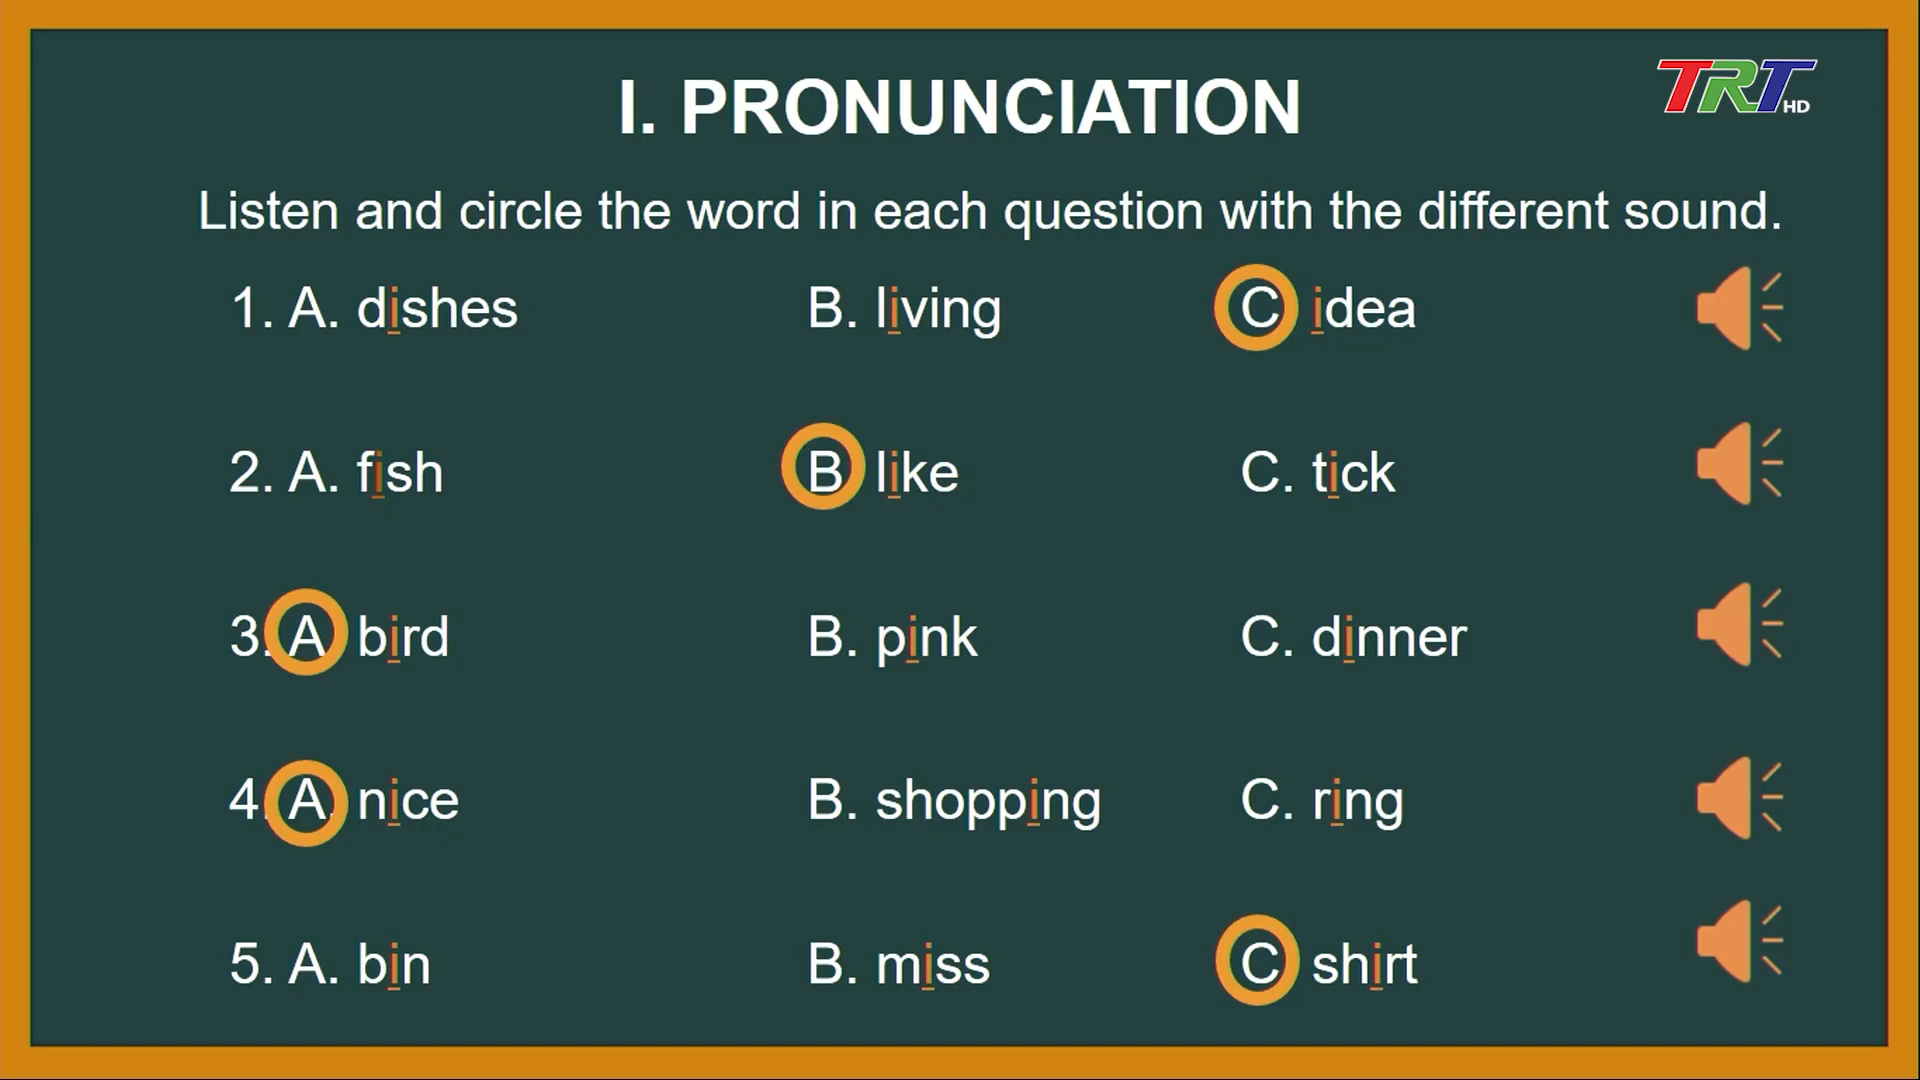 TRT HD
I. PRONUNCIATION
Listen and circle the word in each question with the different sound.
1. A. dishes B. living C idea
2. A. fish B like C. tick
3. A bird B. pink C. dinner
4. A. nice B. shopping C. ring
5. A. bin B. miss C shirt